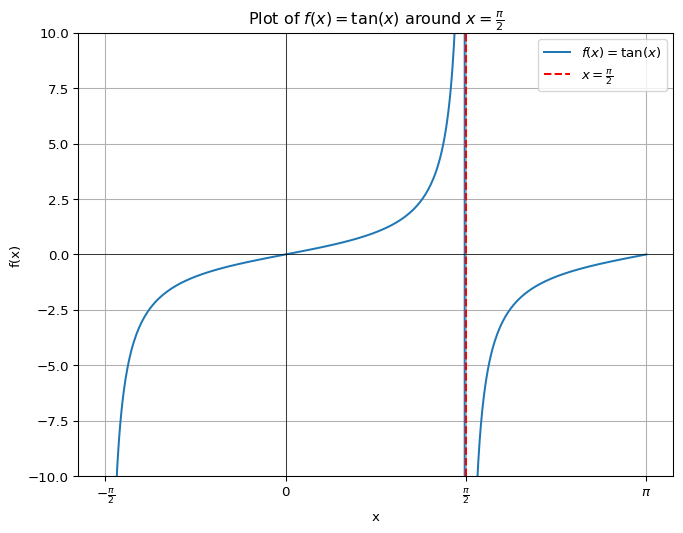 Plot of f(x) = tan(x) around x = π/2
f(x) = tan(x)
x = π/2
10.0
7.5
5.0
2.5
0.0
−2.5
−5.0
−7.5
−10.0
f(x)
−π/2 0 π/2 π
x